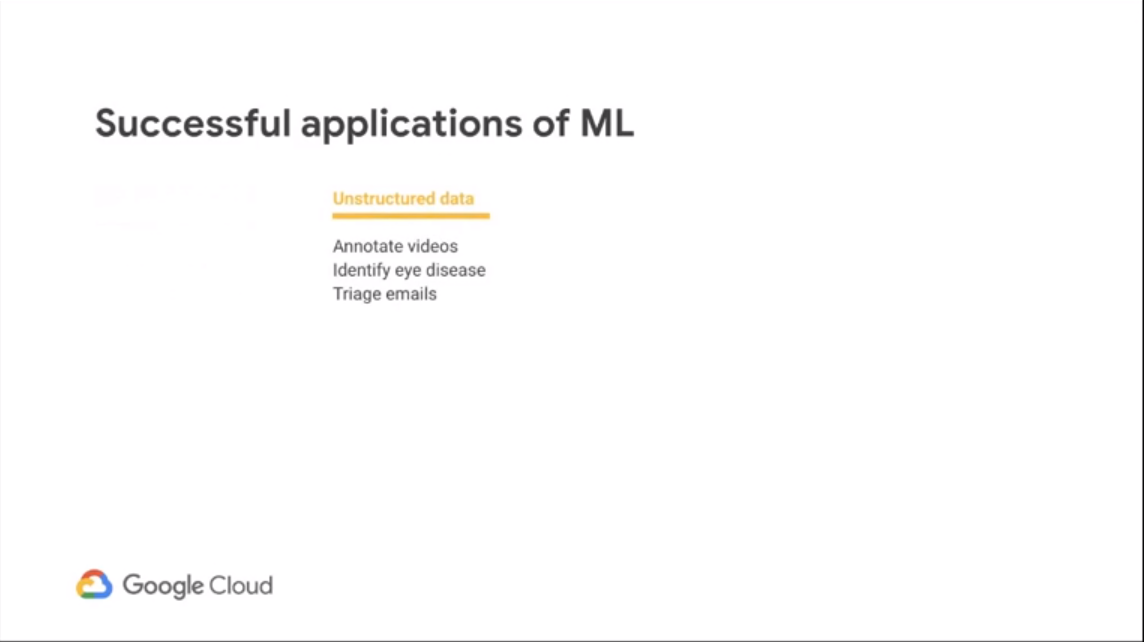 Successful applications of ML
Unstructured data
Annotate videos
Identify eye disease
Triage emails
Google Cloud